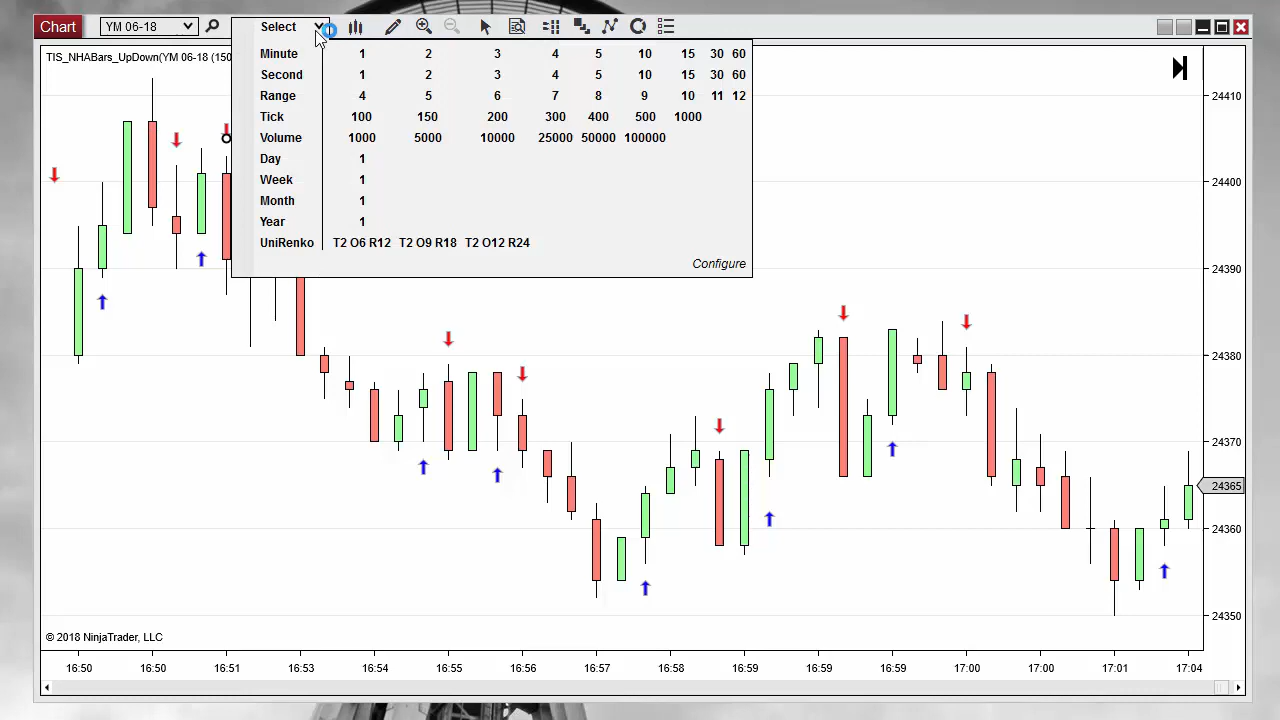 Chart
YM 06-18
Select
TIS_NHABars_UpDown(YM 06-18 (150
Minute 1 2 3 4 5 10 15 30 60
Second 1 2 3 4 5 10 15 30 60
Range 4 5 6 7 8 9 10 11 12
Tick 100 150 200 300 400 500 1000
Volume 1000 5000 10000 25000 50000 100000
Day 1
Week 1
Month 1
Year 1
UniRenko T2 O6 R12 T2 O9 R18 T2 O12 R24
Configure
24410
24400
24390
24380
24370
24365
24360
24350
© 2018 NinjaTrader, LLC
16:50 16:50 16:51 16:53 16:54 16:55 16:56 16:57 16:58 16:59 16:59 16:59 17:00 17:00 17:01 17:04